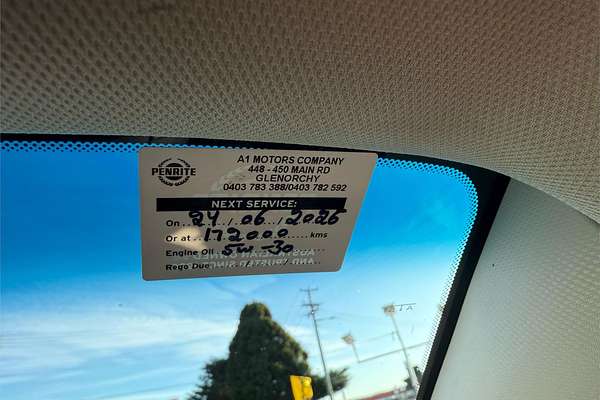 PENRITE
A1 MOTORS COMPANY
448 - 450 MAIN RD
GLENORCHY
0403 783 388/0403 782 592
NEXT SERVICE:
On 24 / 06 / 2026
Or at 172000 kms
Engine Oil 5W-30
Rego Due / /